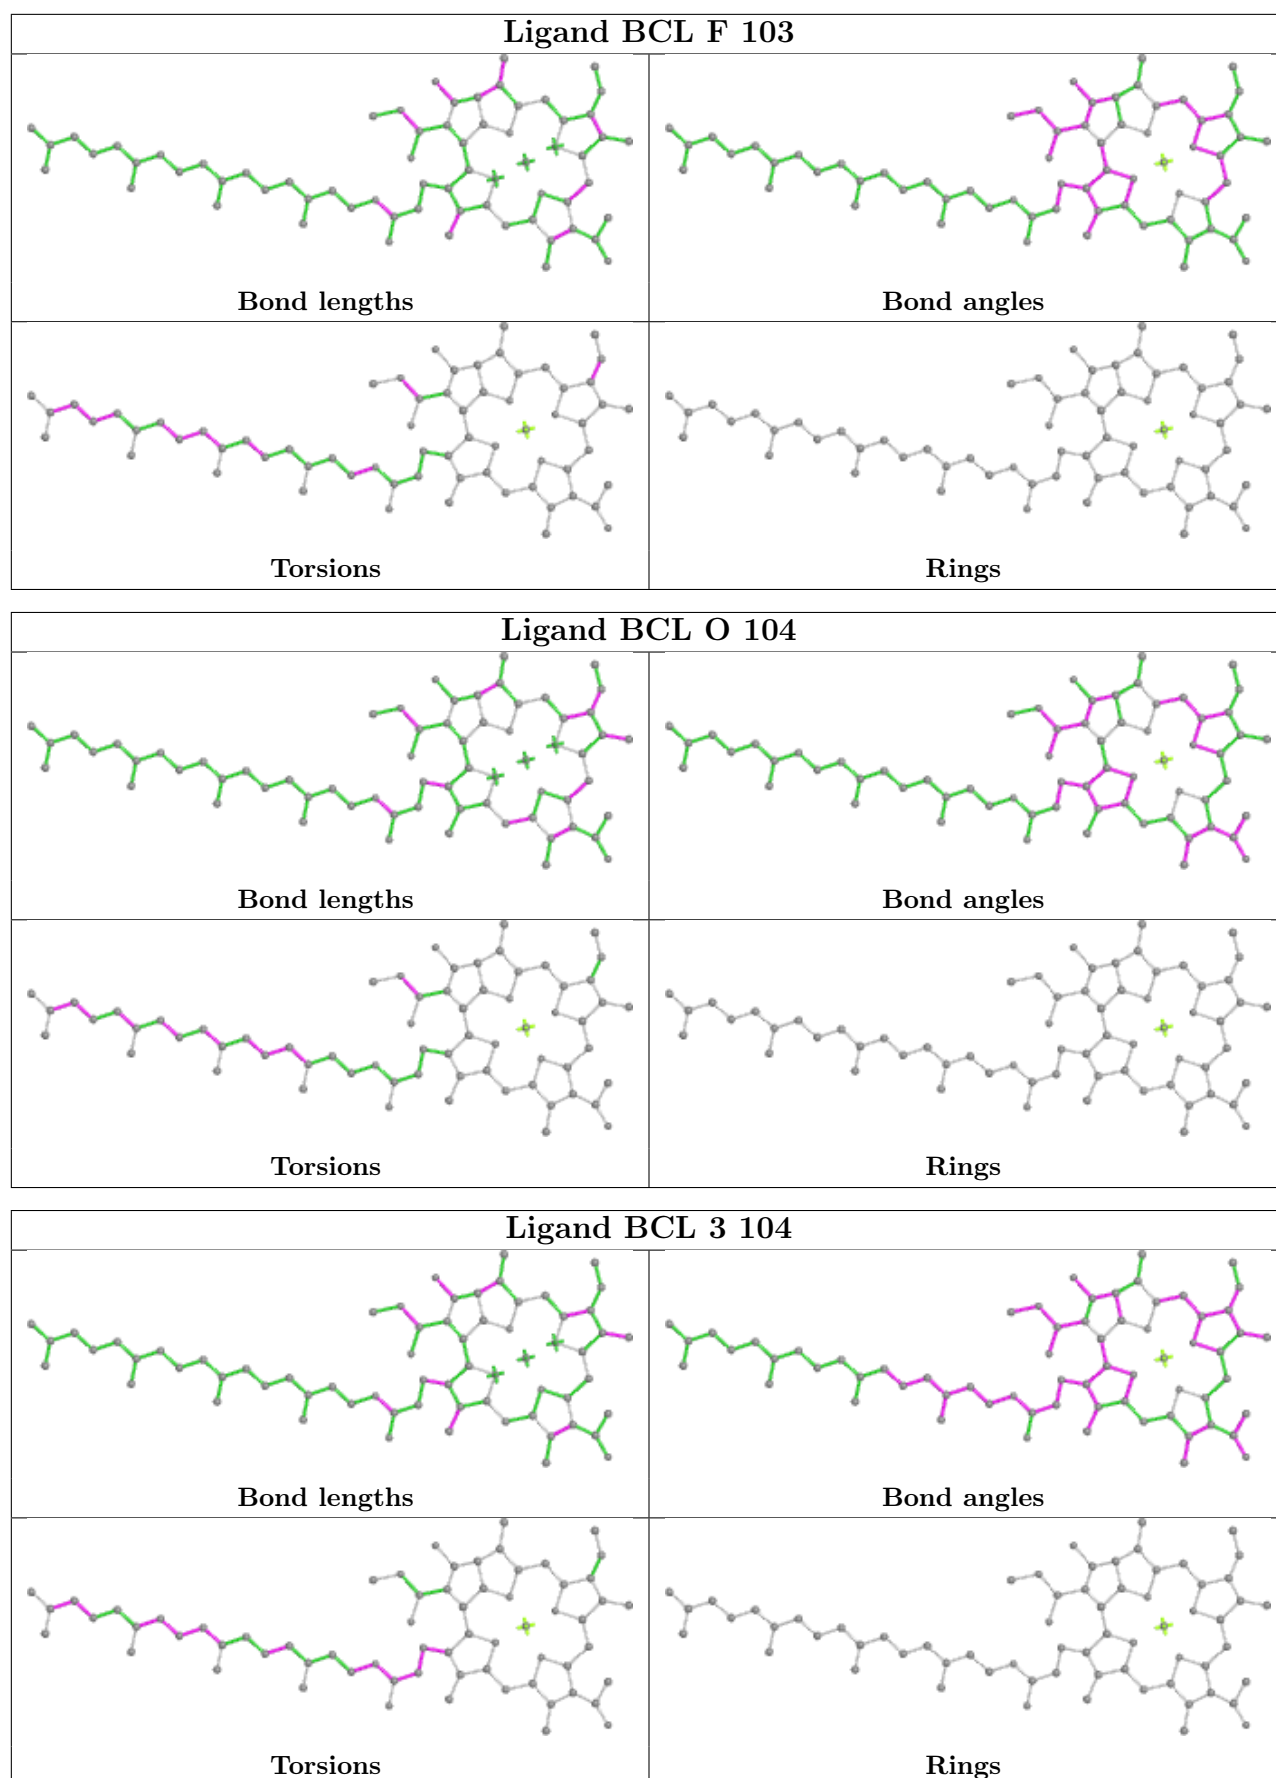 Ligand BCL F 103
Bond lengths
Bond angles
Torsions
Rings
Ligand BCL O 104
Bond lengths
Bond angles
Torsions
Rings
Ligand BCL 3 104
Bond lengths
Bond angles
Torsions
Rings